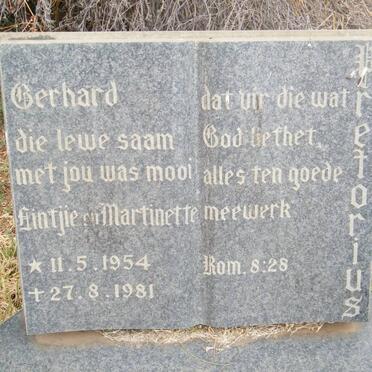 Gerhard
die lewe saam
met jou was mooi
en Martinette
★ 11.5.1954
+ 27.8.1981
dat vir die wat
God liefhet,
alles ten goede
meewerk
Rom. 8:28
Pretorius